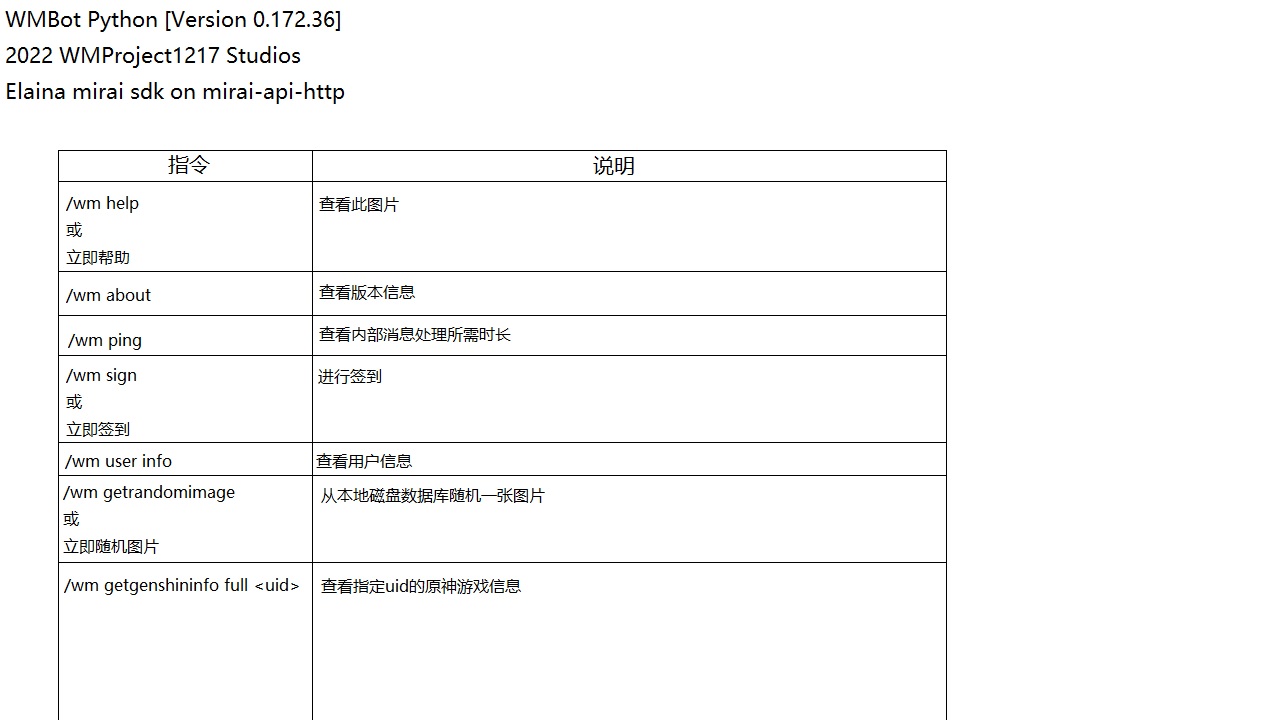 WMBot Python [Version 0.172.36]
2022 WMProject1217 Studios
Elaina mirai sdk on mirai-api-http
指令 说明
/wm help 查看此图片
或
立即帮助
/wm about 查看版本信息
/wm ping 查看内部消息处理所需时长
/wm sign 进行签到
或
立即签到
/wm user info 查看用户信息
/wm getrandomimage 从本地磁盘数据库随机一张图片
或
立即随机图片
/wm getgenshininfo full <uid> 查看指定uid的原神游戏信息